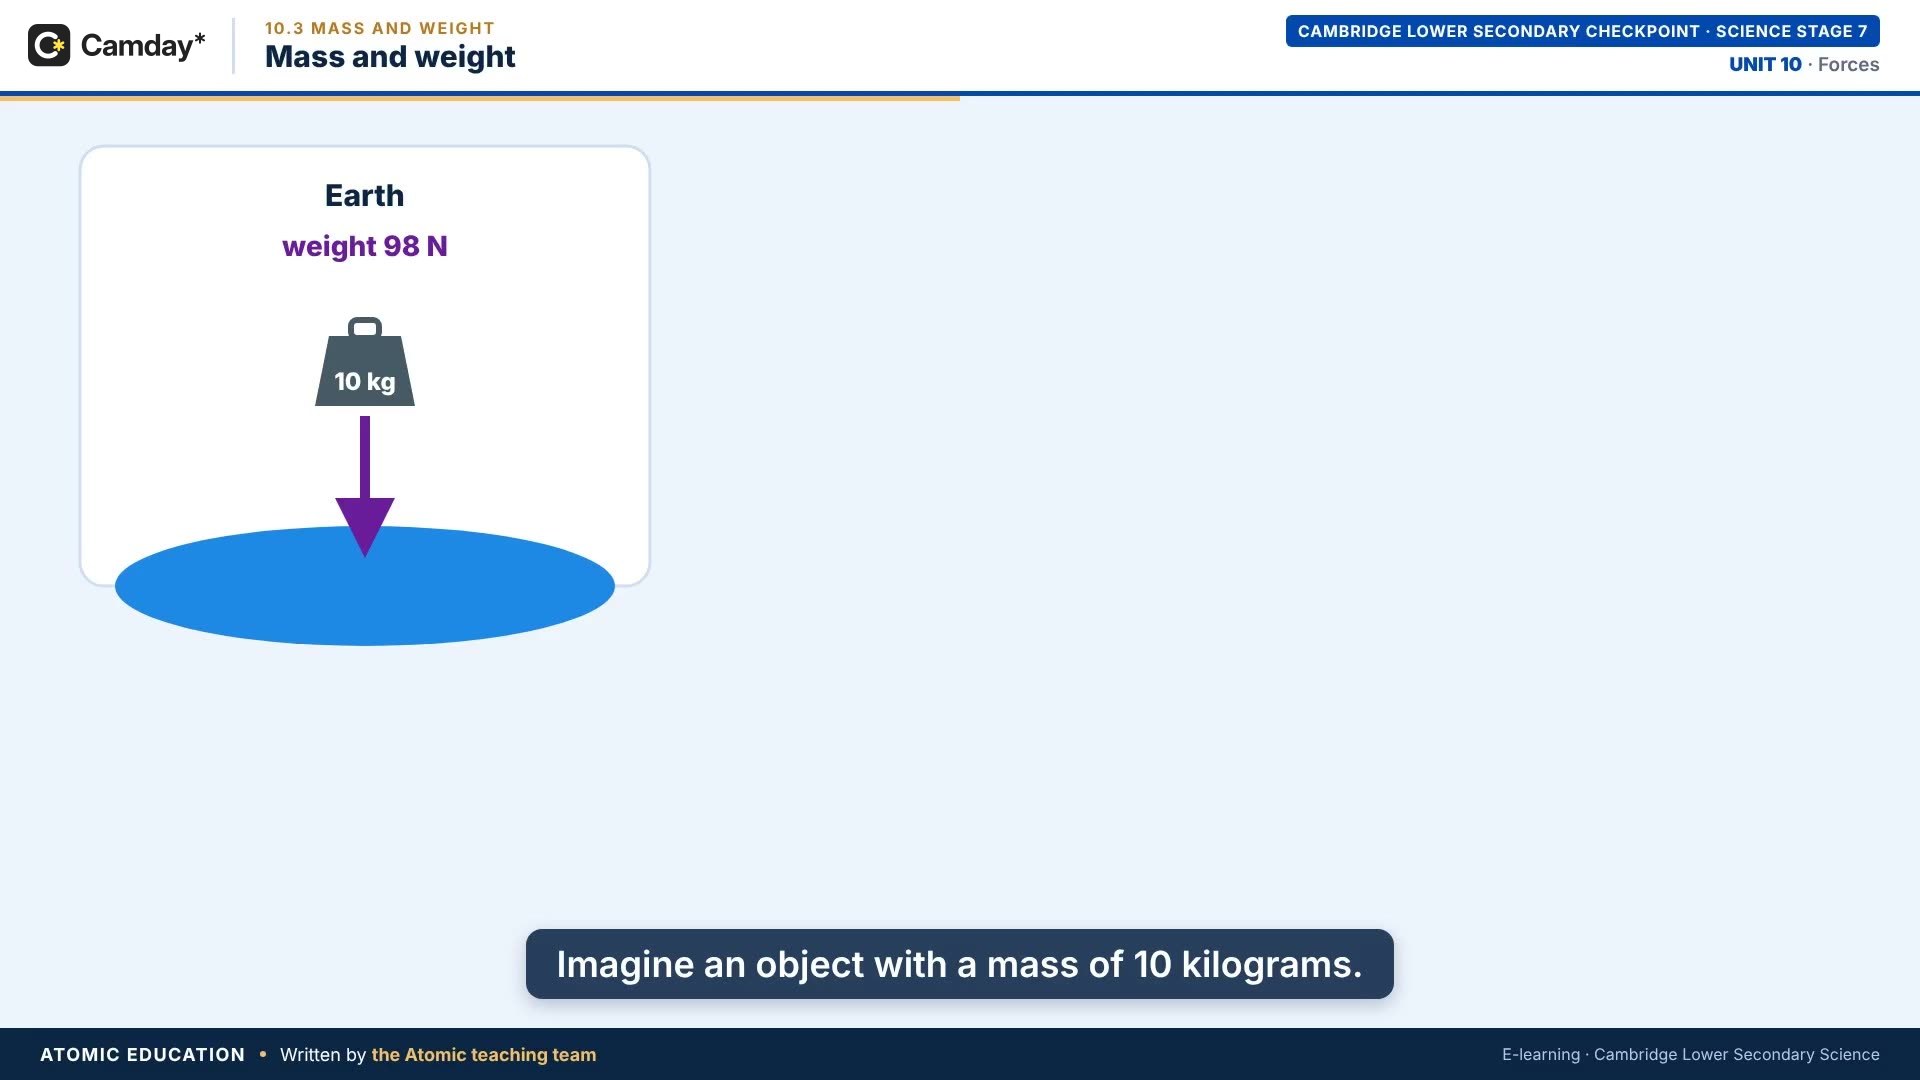 Camday*
10.3 MASS AND WEIGHT
Mass and weight
CAMBRIDGE LOWER SECONDARY CHECKPOINT · SCIENCE STAGE 7
UNIT 10 · Forces
Earth
weight 98 N
10 kg
Imagine an object with a mass of 10 kilograms.
ATOMIC EDUCATION • Written by the Atomic teaching team
E-learning · Cambridge Lower Secondary Science